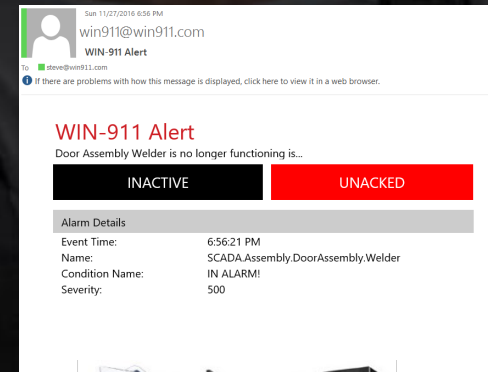 Sun 11/27/2016 6:56 PM
win911@win911.com
WIN-911 Alert
To steve@win911.com
If there are problems with how this message is displayed, click here to view it in a web browser.
WIN-911 Alert
Door Assembly Welder is no longer functioning is...
INACTIVE UNACKED
Alarm Details
Event Time: 6:56:21 PM
Name: SCADA.Assembly.DoorAssembly.Welder
Condition Name: IN ALARM!
Severity: 500